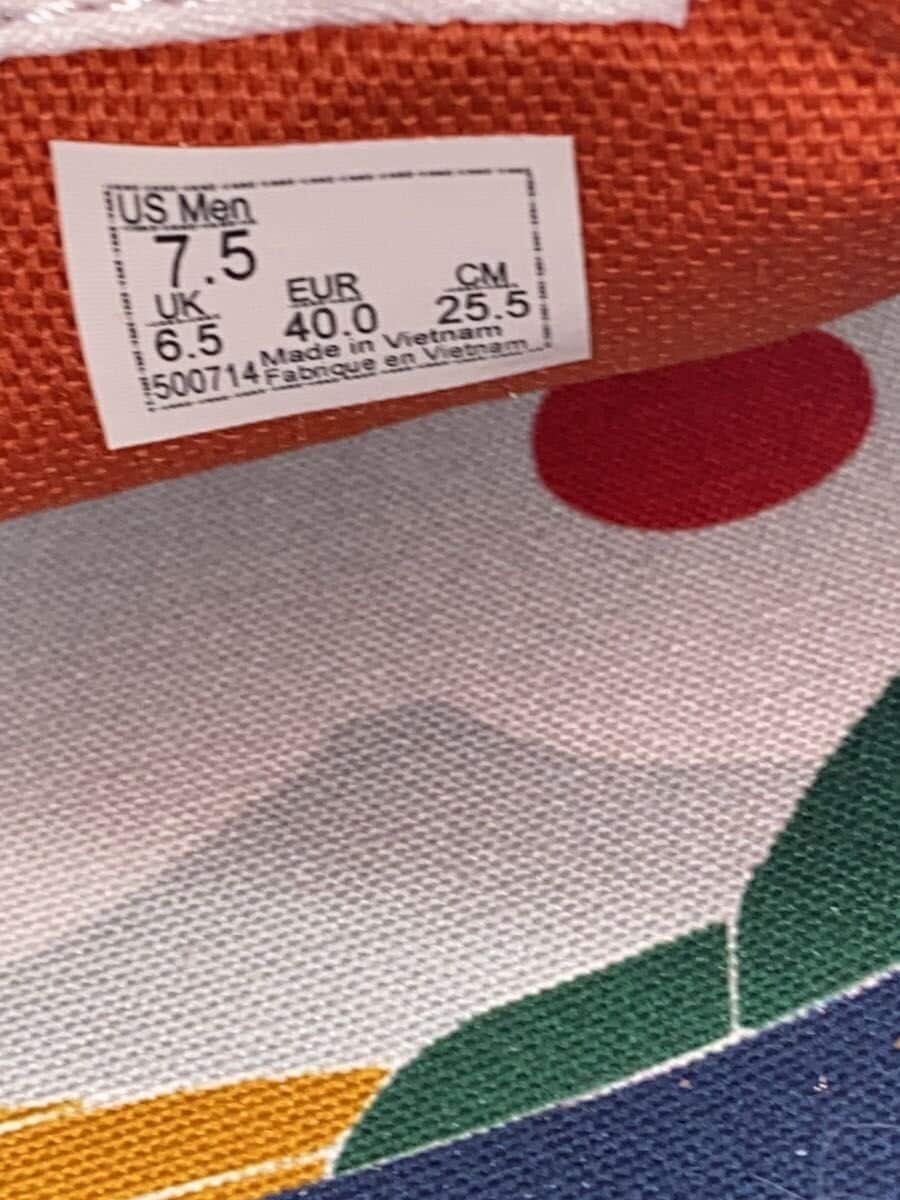 US Men
7.5
UK EUR CM
6.5 40.0 25.5
Made in Vietnam
500714 Fabrique en Vietnam